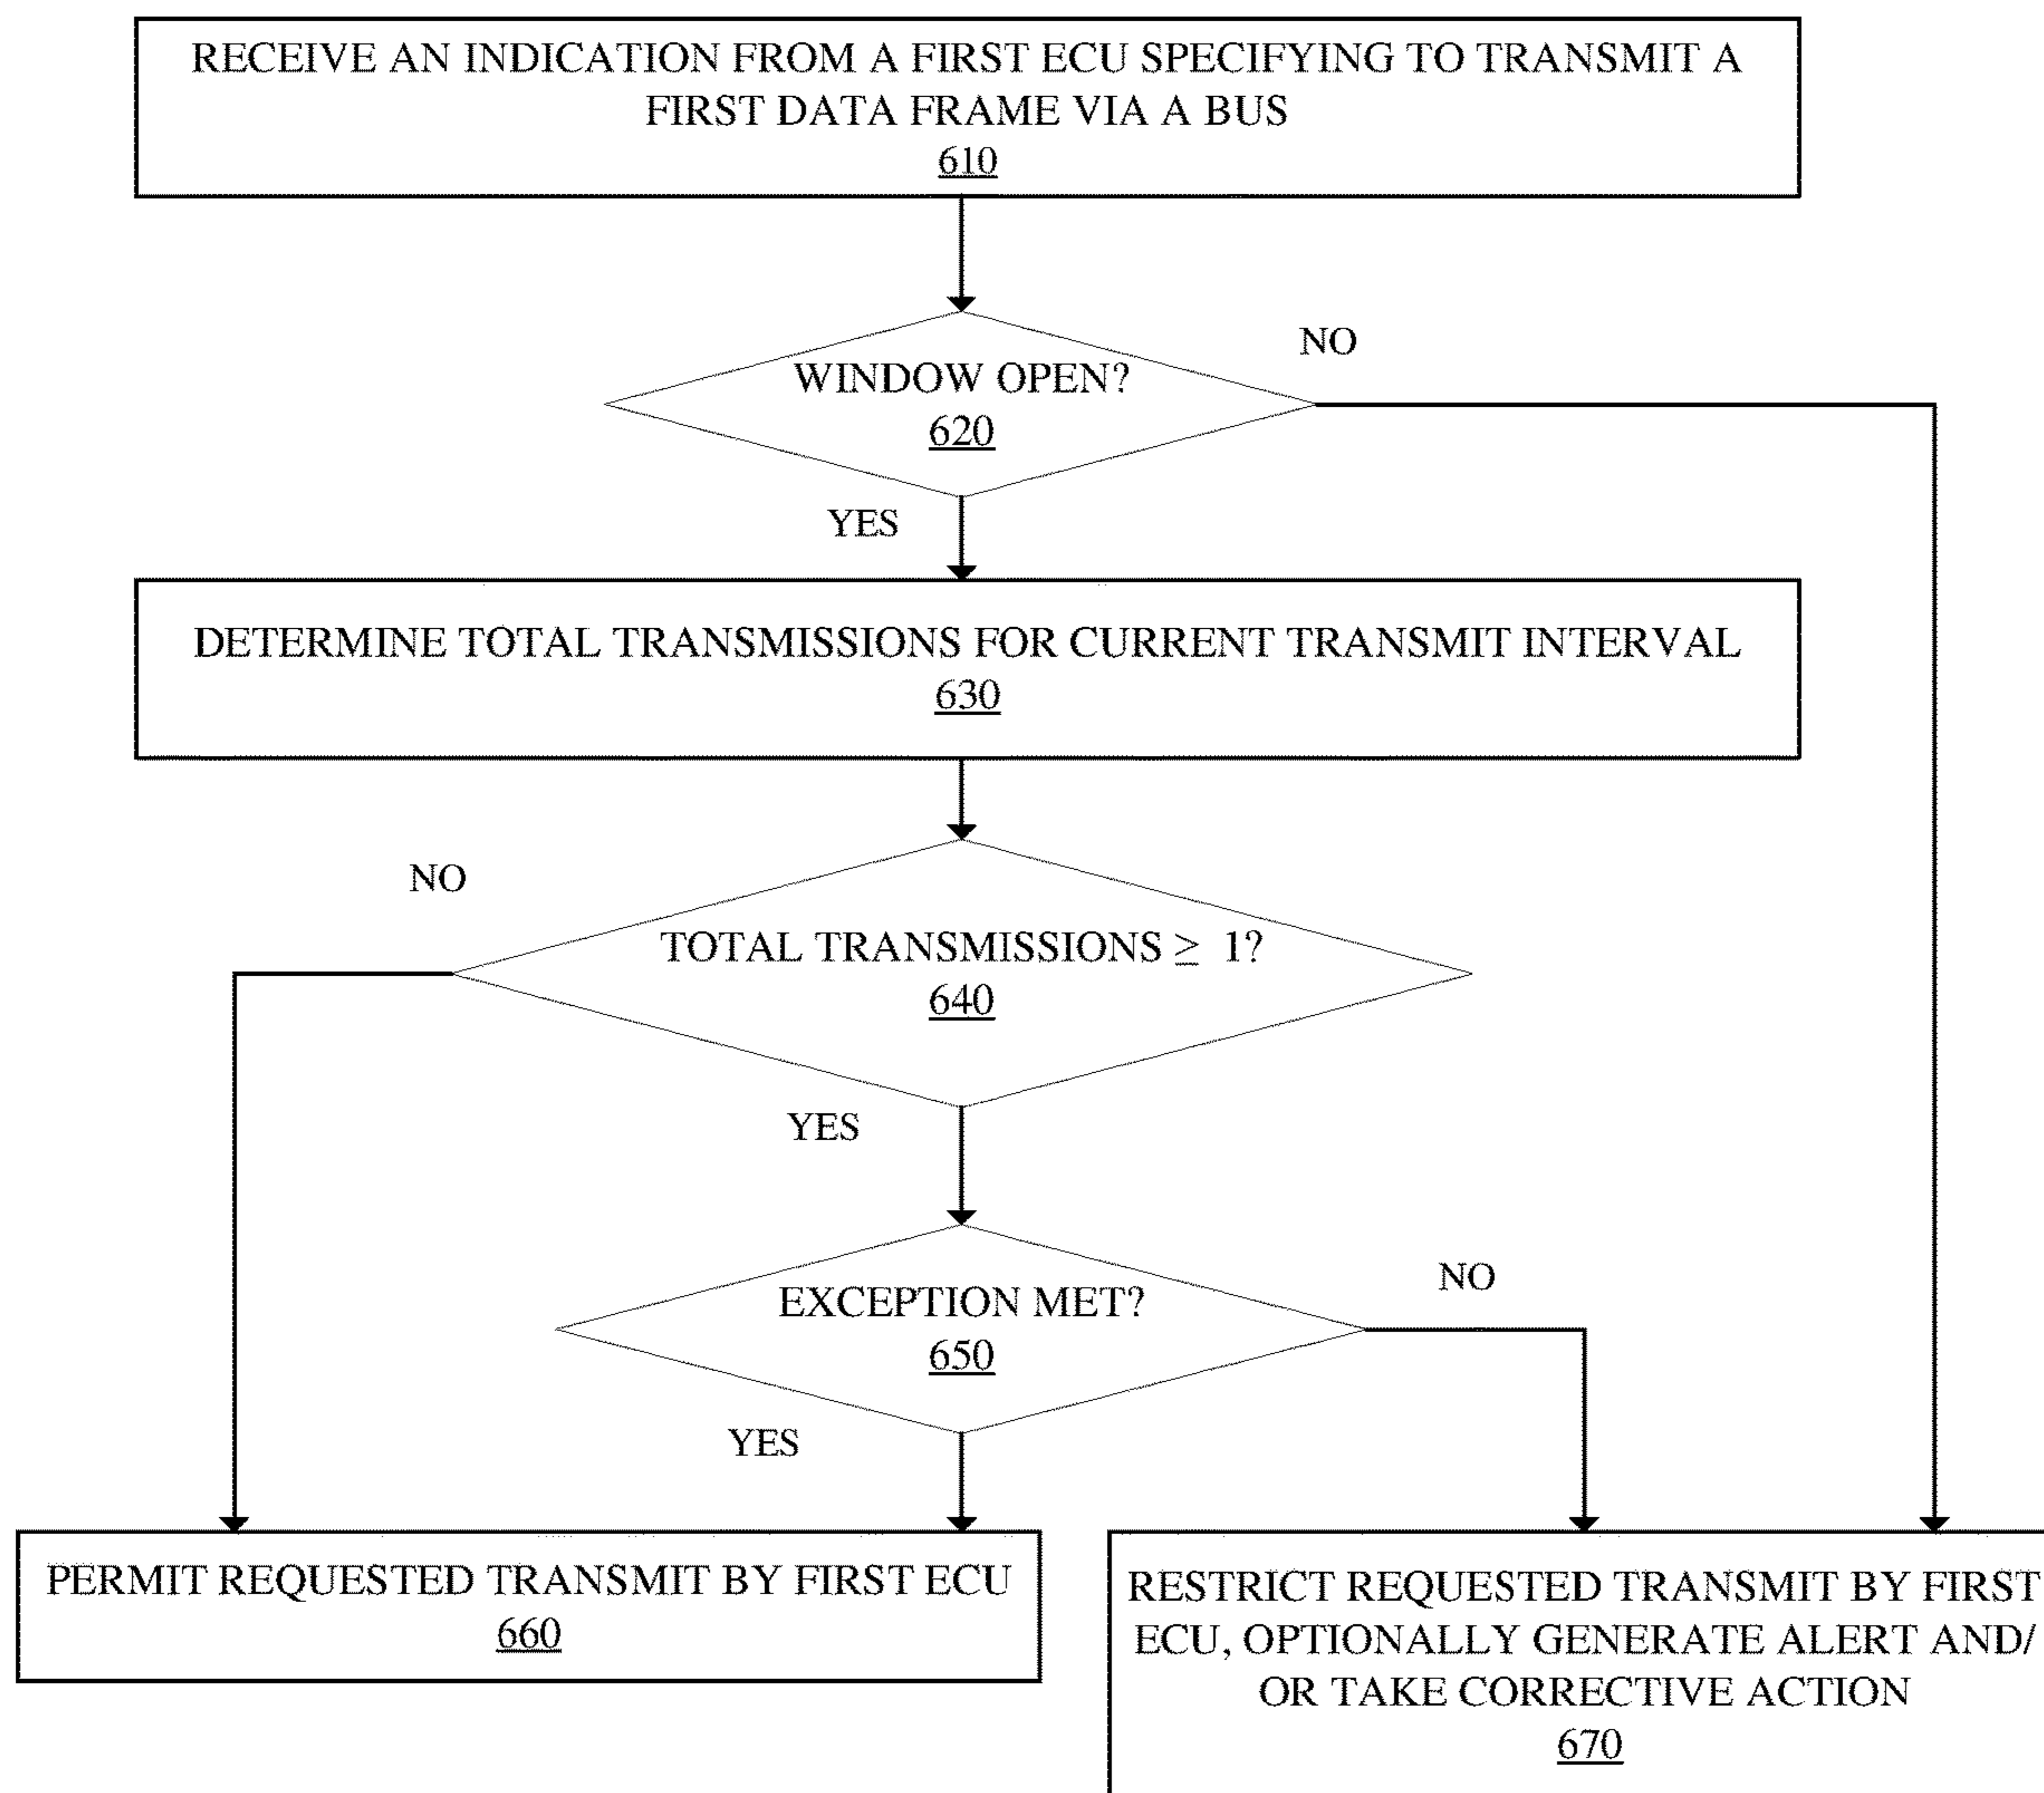 RECEIVE AN INDICATION FROM A FIRST ECU SPECIFYING TO TRANSMIT A
FIRST DATA FRAME VIA A BUS
610
NO
WINDOW OPEN?
620
YES
DETERMINE TOTAL TRANSMISSIONS FOR CURRENT TRANSMIT INTERVAL
630
NO
TOTAL TRANSMISSIONS ≥ 1?
640
YES
EXCEPTION MET?
650
NO
YES
PERMIT REQUESTED TRANSMIT BY FIRST ECU
660
RESTRICT REQUESTED TRANSMIT BY FIRST
ECU, OPTIONALLY GENERATE ALERT AND/
OR TAKE CORRECTIVE ACTION
670